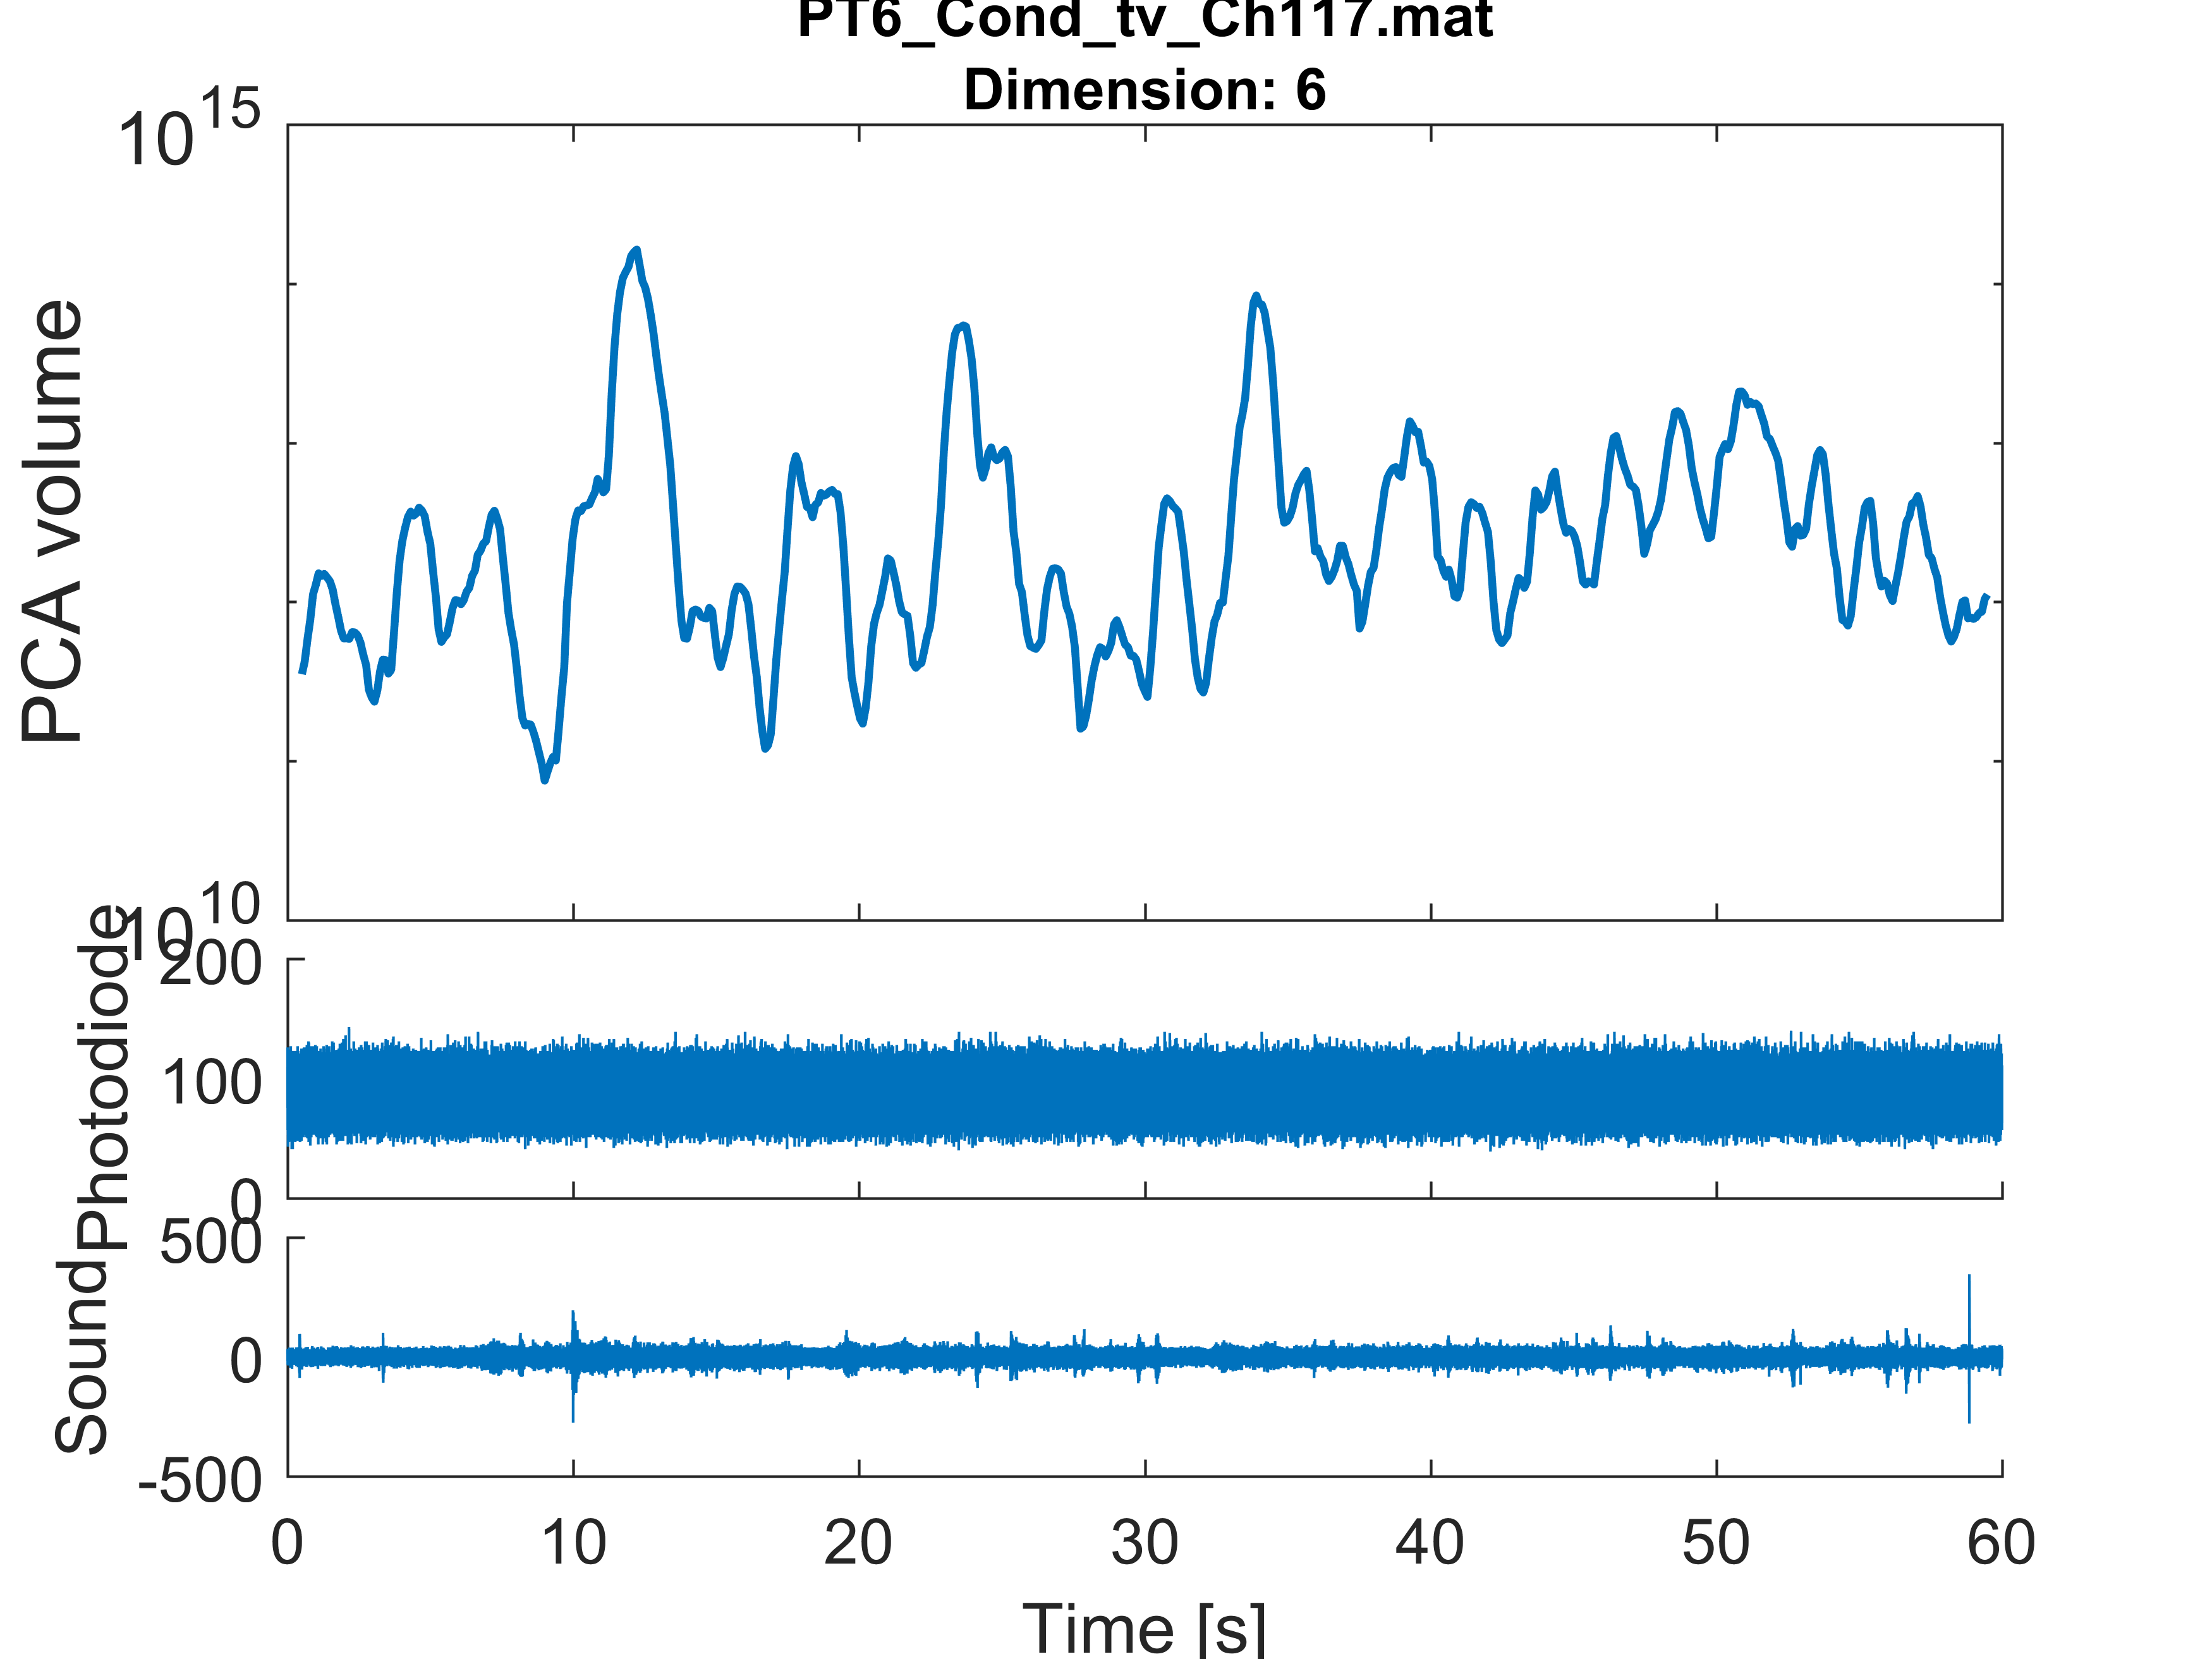 PT6_Cond_tv_Ch117.mat
Dimension: 6
10^15
PCA volume
10^10
200
Photodiode
100
0
500
Sound
0
-500
0 10 20 30 40 50 60
Time [s]